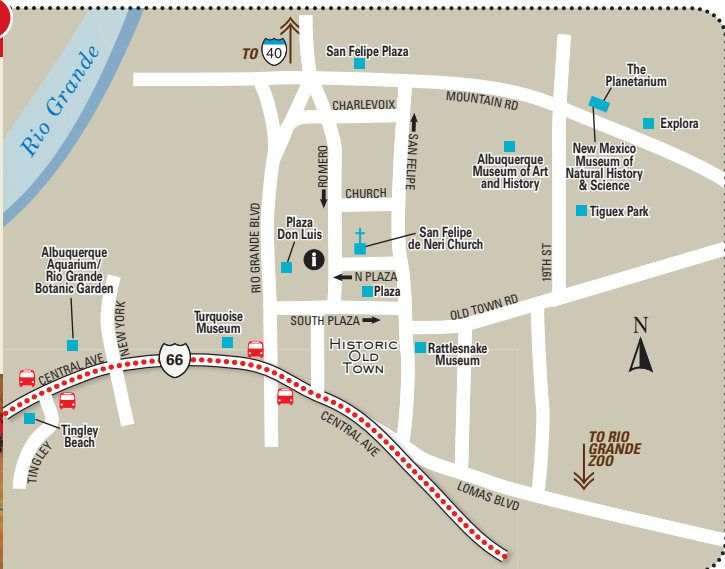 TO 40
San Felipe Plaza
The
Planetarium
Rio Grande
CHARLEVOIX
MOUNTAIN RD
Explora
SAN FELIPE
ROMERO
Albuquerque
Museum of Art
and History
New Mexico
Museum of
Natural History
& Science
CHURCH
Tiguex Park
RIO GRANDE BLVD
Plaza
Don Luis
i
San Felipe
de Neri Church
19TH ST
Albuquerque
Aquarium/
Rio Grande
Botanic Garden
N PLAZA
Plaza
NEW YORK
Turquoise
Museum
SOUTH PLAZA
OLD TOWN RD
N
HISTORIC
OLD
TOWN
Rattlesnake
Museum
CENTRAL AVE
66
Tingley
Beach
TINGLEY
CENTRAL AVE
TO RIO
GRANDE
ZOO
LOMAS BLVD